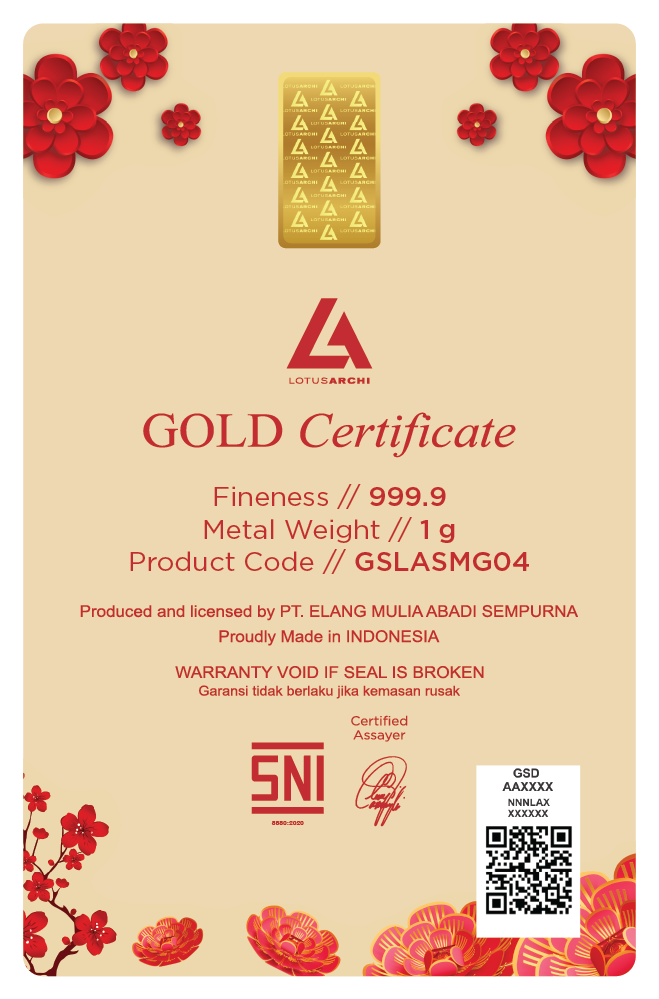 LOTUSARCHI
GOLD Certificate
Fineness // 999.9
Metal Weight // 1 g
Product Code // GSLASMG04
Produced and licensed by PT. ELANG MULIA ABADI SEMPURNA
Proudly Made in INDONESIA
WARRANTY VOID IF SEAL IS BROKEN
Garansi tidak berlaku jika kemasan rusak
Certified
Assayer
SNI
8880:2020
GSD
AAXXXX
NNNLAX
XXXXXX